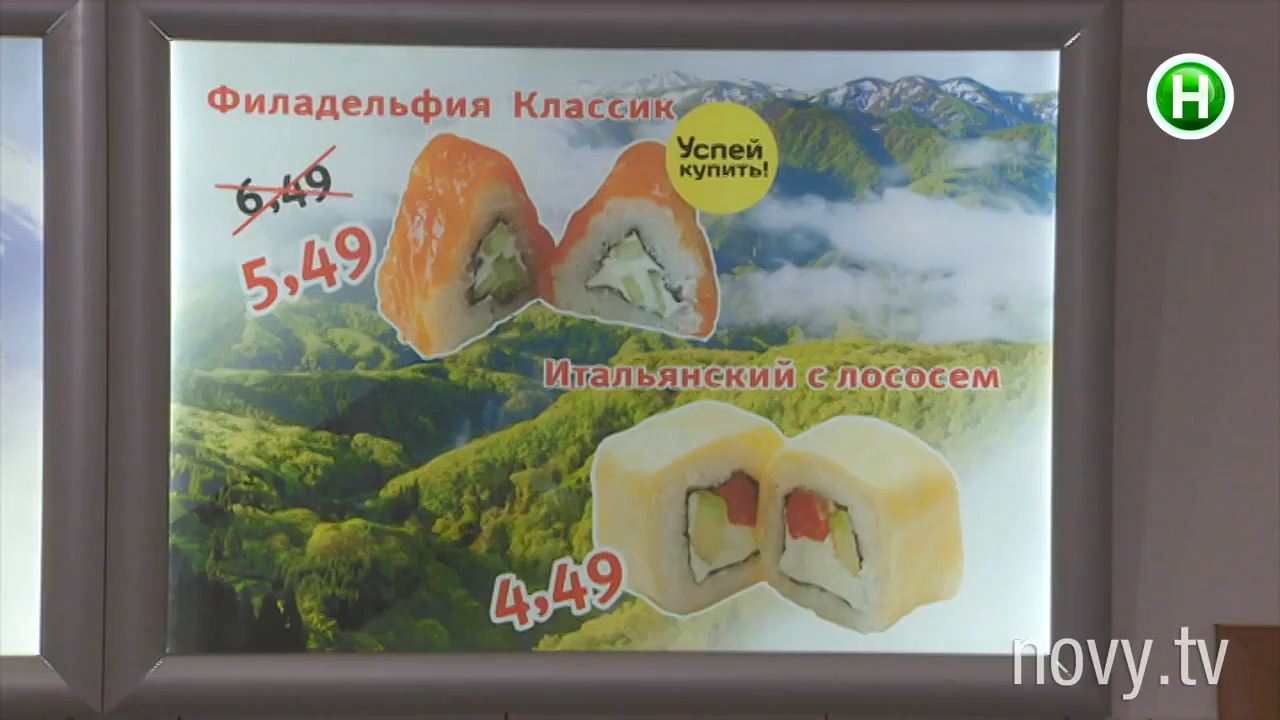 Филадельфия Классик
Успей
купить!
6,49
5,49
Итальянский с лососем
4,49
H
novy.tv